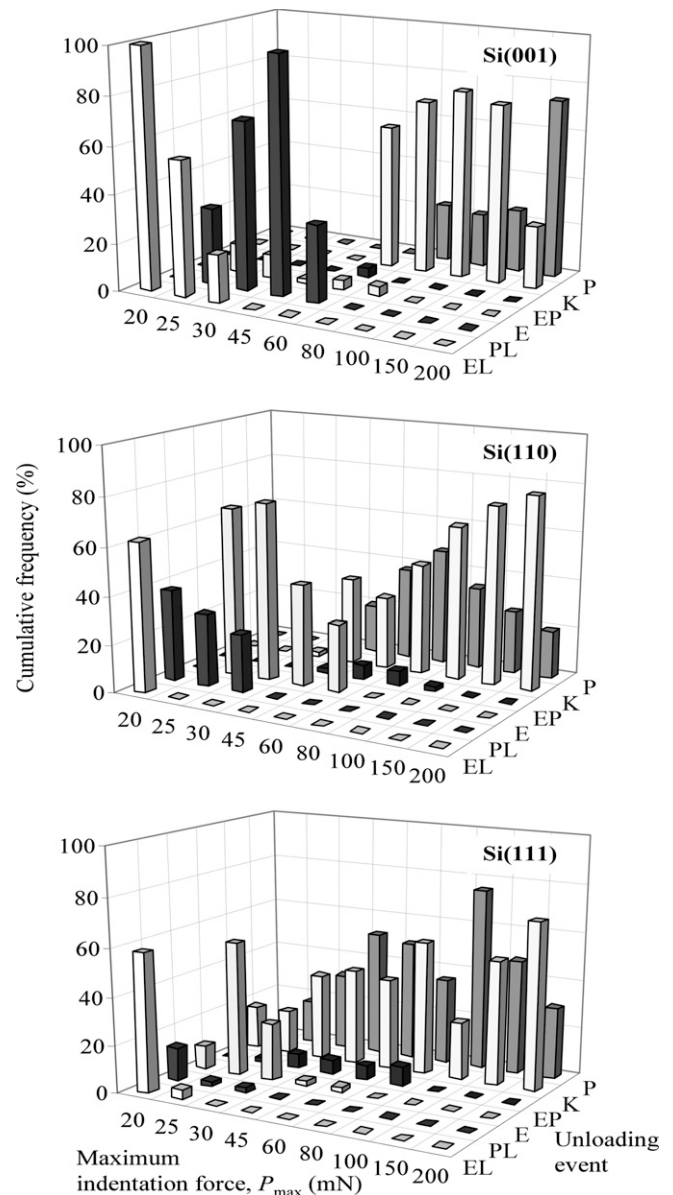 Si(001)
100
80
60
40
20
0
20 25 30 45 60 80 100 150 200
EL PL E EP K P
Si(110)
100
80
60
40
20
0
20 25 30 45 60 80 100 150 200
EL PL E EP K P
Cumulative frequency (%)
Si(111)
100
80
60
40
20
0
20 25 30 45 60 80 100 150 200
EL PL E EP K P
Maximum
indentation force, Pmax (mN)
Unloading
event